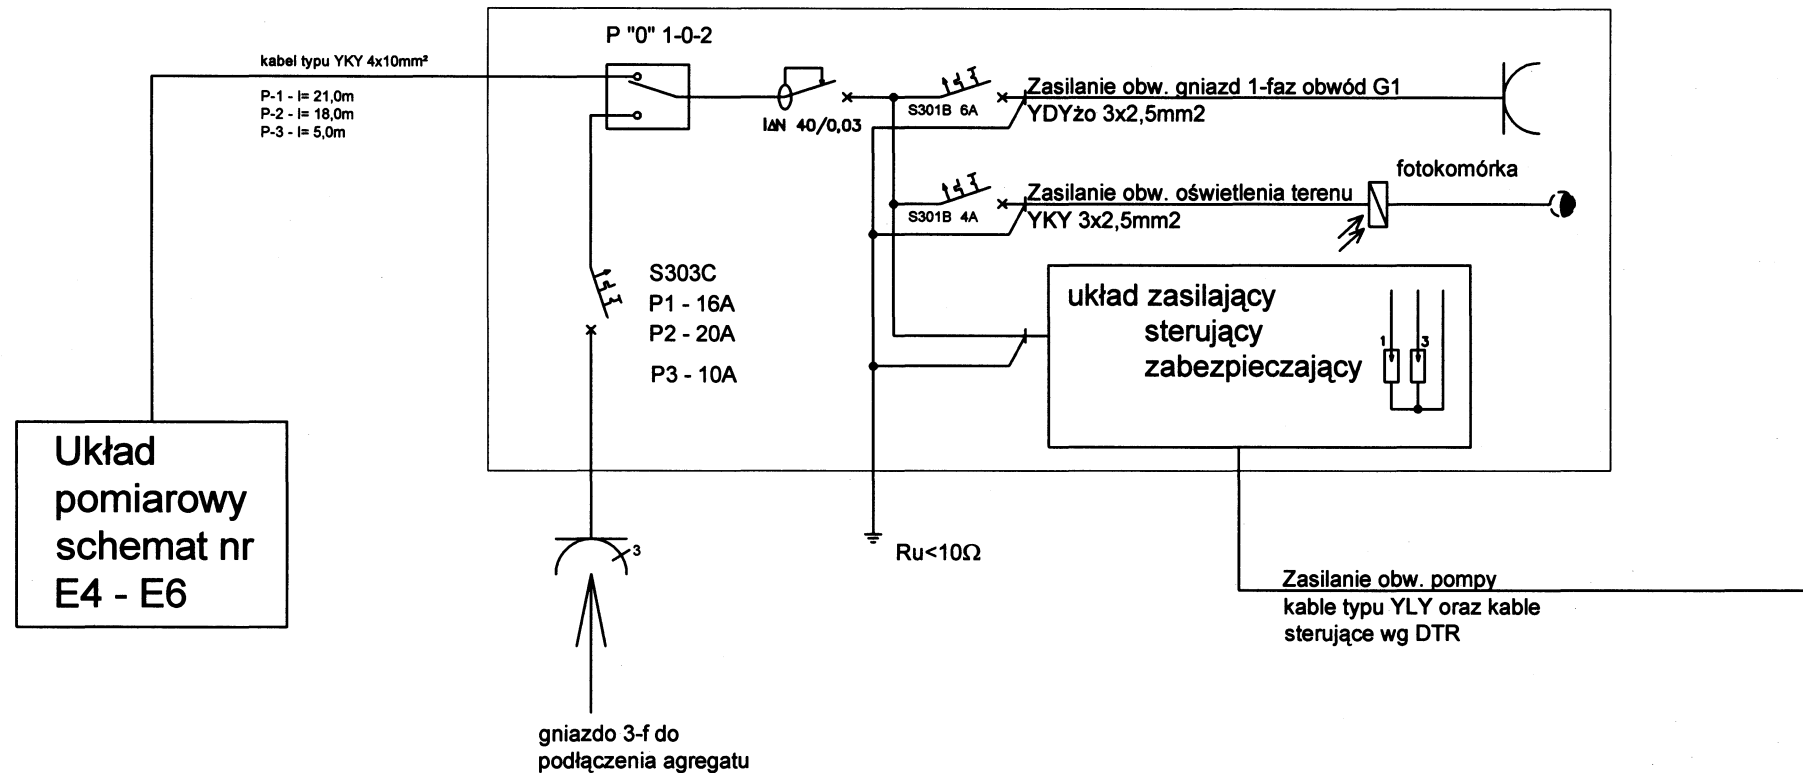 P "0" 1-0-2
kabel typu YKY 4x10mm²
P-1 - l= 21,0m
P-2 - l= 18,0m
P-3 - l= 5,0m
IΔN 40/0,03
S301B 6A
Zasilanie obw. gniazd 1-faz obwód G1
YDYżo 3x2,5mm2
fotokomórka
S301B 4A
Zasilanie obw. oświetlenia terenu
YKY 3x2,5mm2
S303C
P1 - 16A
P2 - 20A
P3 - 10A
układ zasilający
sterujący
zabezpieczający
1
3
Układ
pomiarowy
schemat nr
E4 - E6
3
Ru<10Ω
Zasilanie obw. pompy
kable typu YLY oraz kable
sterujące wg DTR
gniazdo 3-f do
podłączenia agregatu